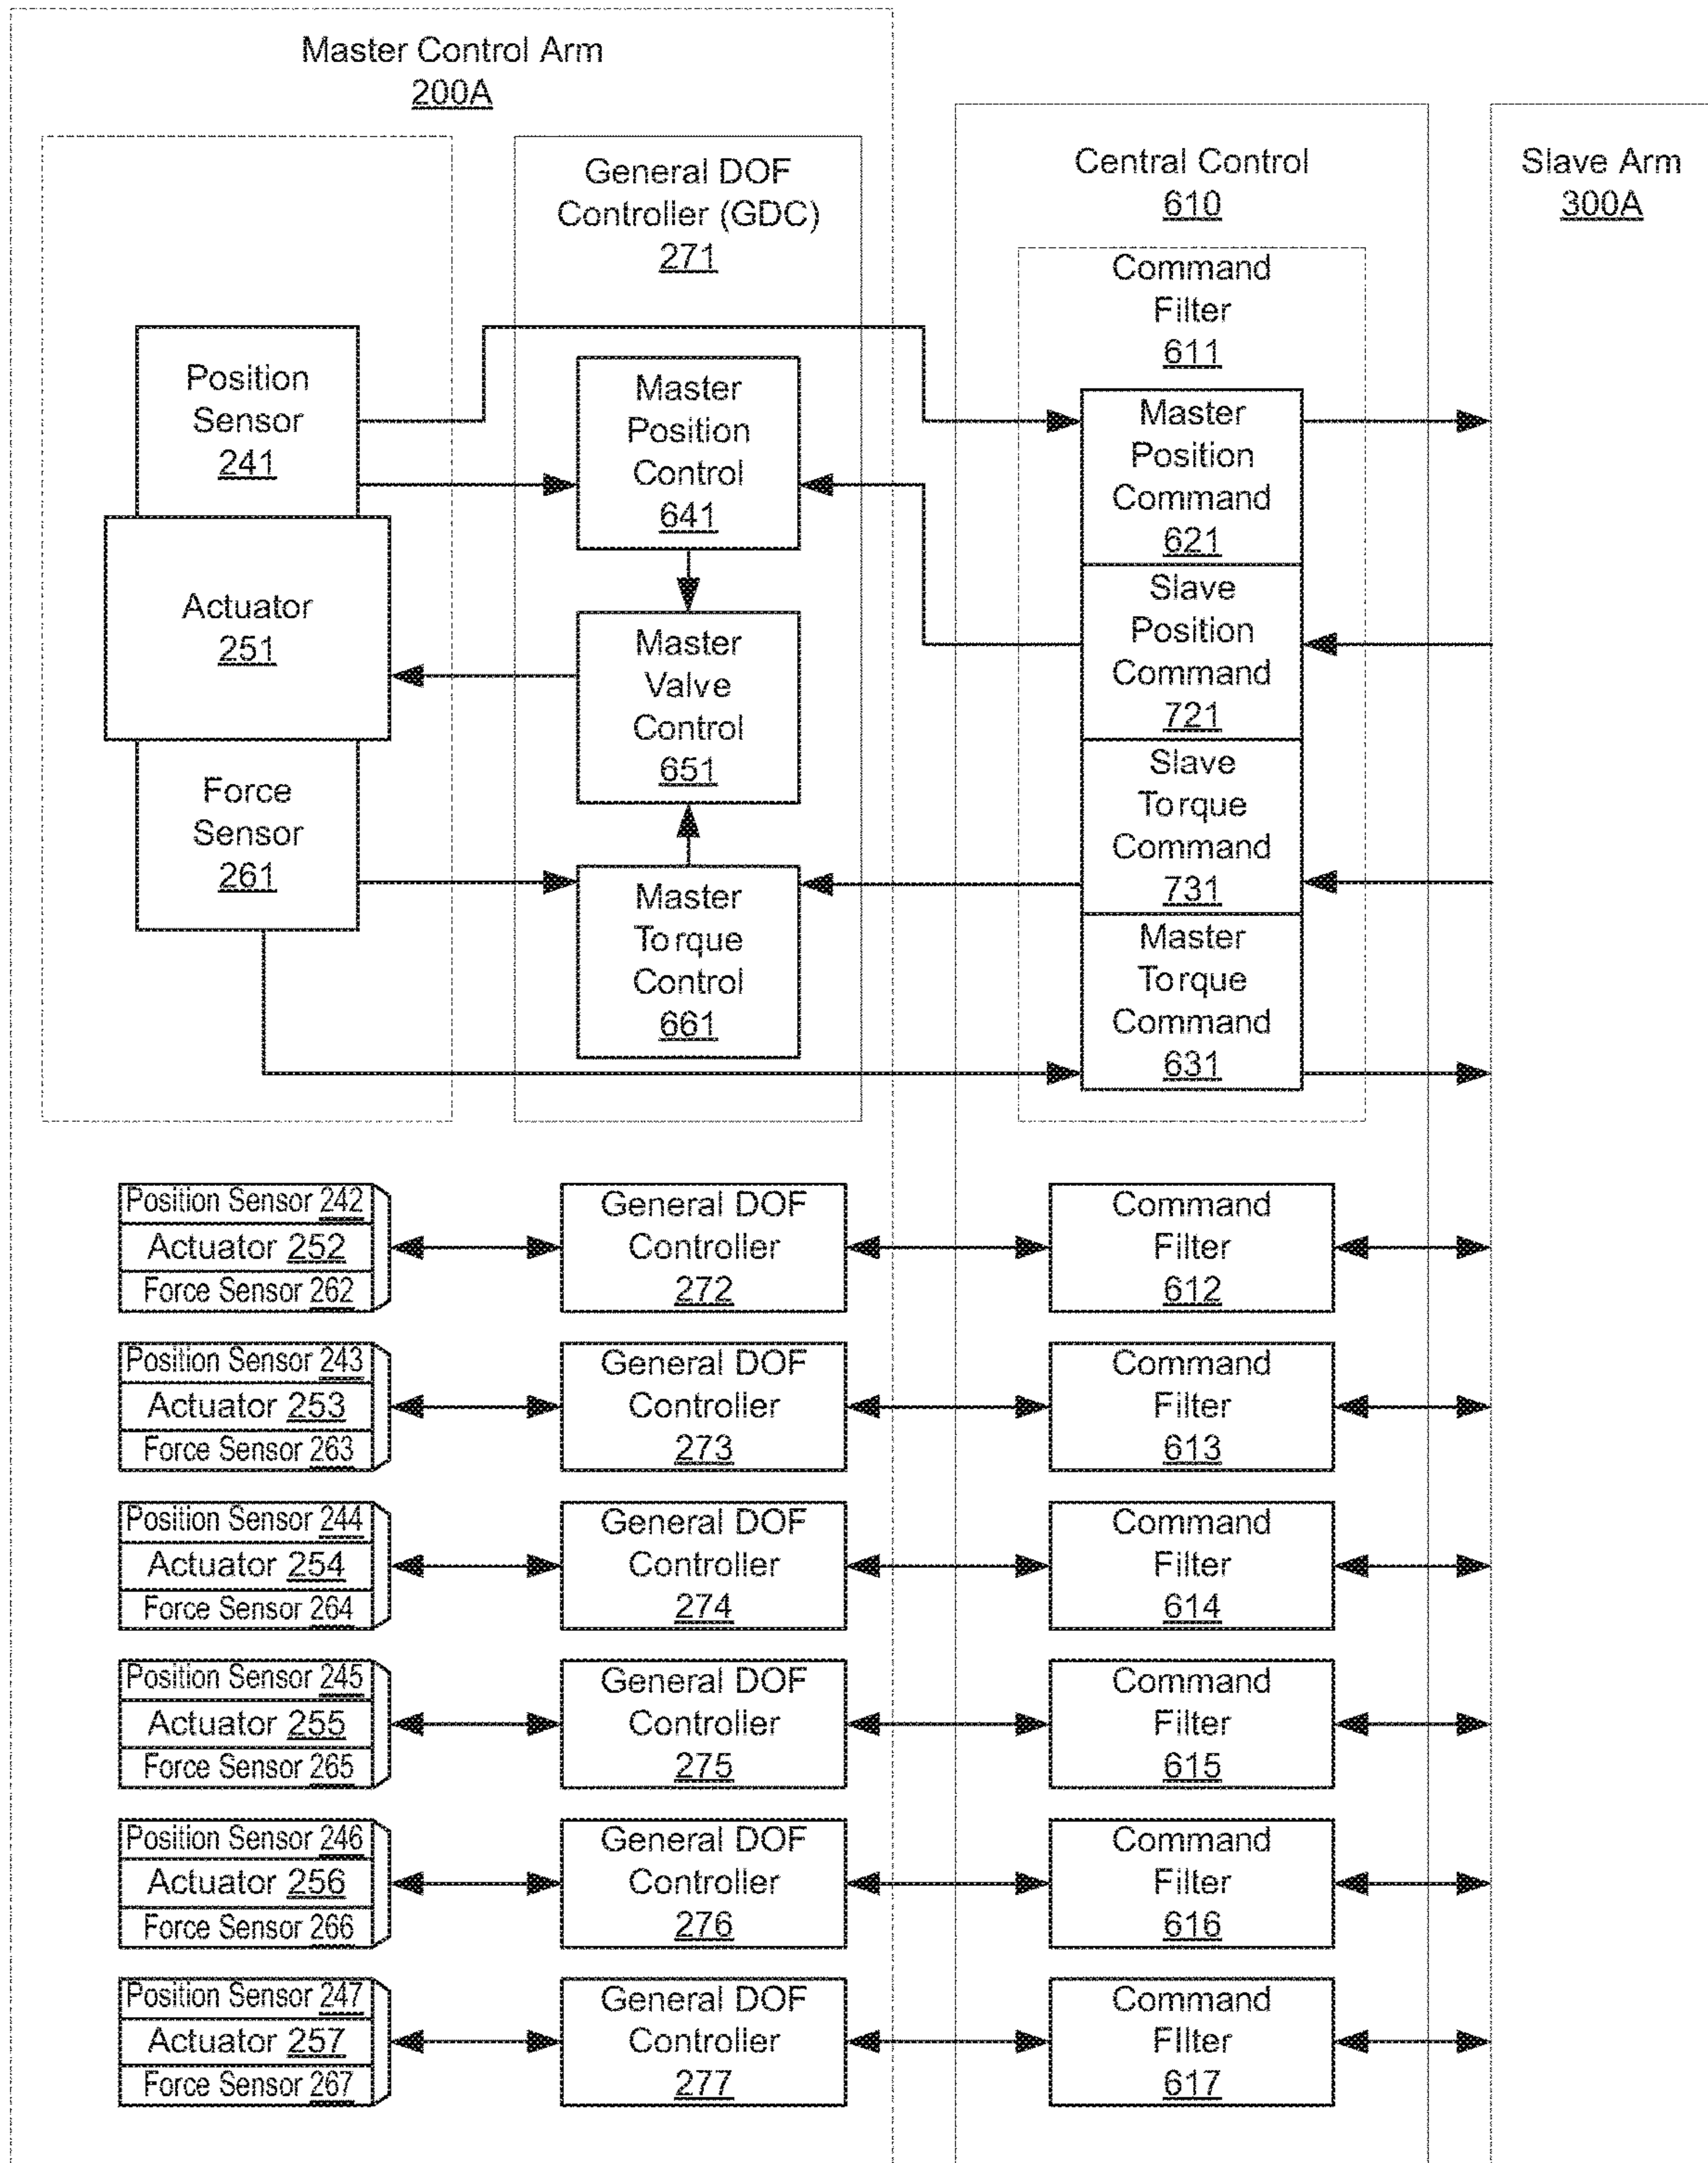 Master Control Arm
200A
General DOF
Controller (GDC)
271
Central Control
610
Slave Arm
300A
Command
Filter
611
Position
Sensor
241
Actuator
251
Force
Sensor
261
Master
Position
Control
641
Master
Valve
Control
651
Master
Torque
Control
661
Master
Position
Command
621
Slave
Position
Command
721
Slave
Torque
Command
731
Master
Torque
Command
631
Position Sensor 242
Actuator 252
Force Sensor 262
General DOF
Controller
272
Command
Filter
612
Position Sensor 243
Actuator 253
Force Sensor 263
General DOF
Controller
273
Command
Filter
613
Position Sensor 244
Actuator 254
Force Sensor 264
General DOF
Controller
274
Command
Filter
614
Position Sensor 245
Actuator 255
Force Sensor 265
General DOF
Controller
275
Command
Filter
615
Position Sensor 246
Actuator 256
Force Sensor 266
General DOF
Controller
276
Command
Filter
616
Position Sensor 247
Actuator 257
Force Sensor 267
General DOF
Controller
277
Command
FIlter
617